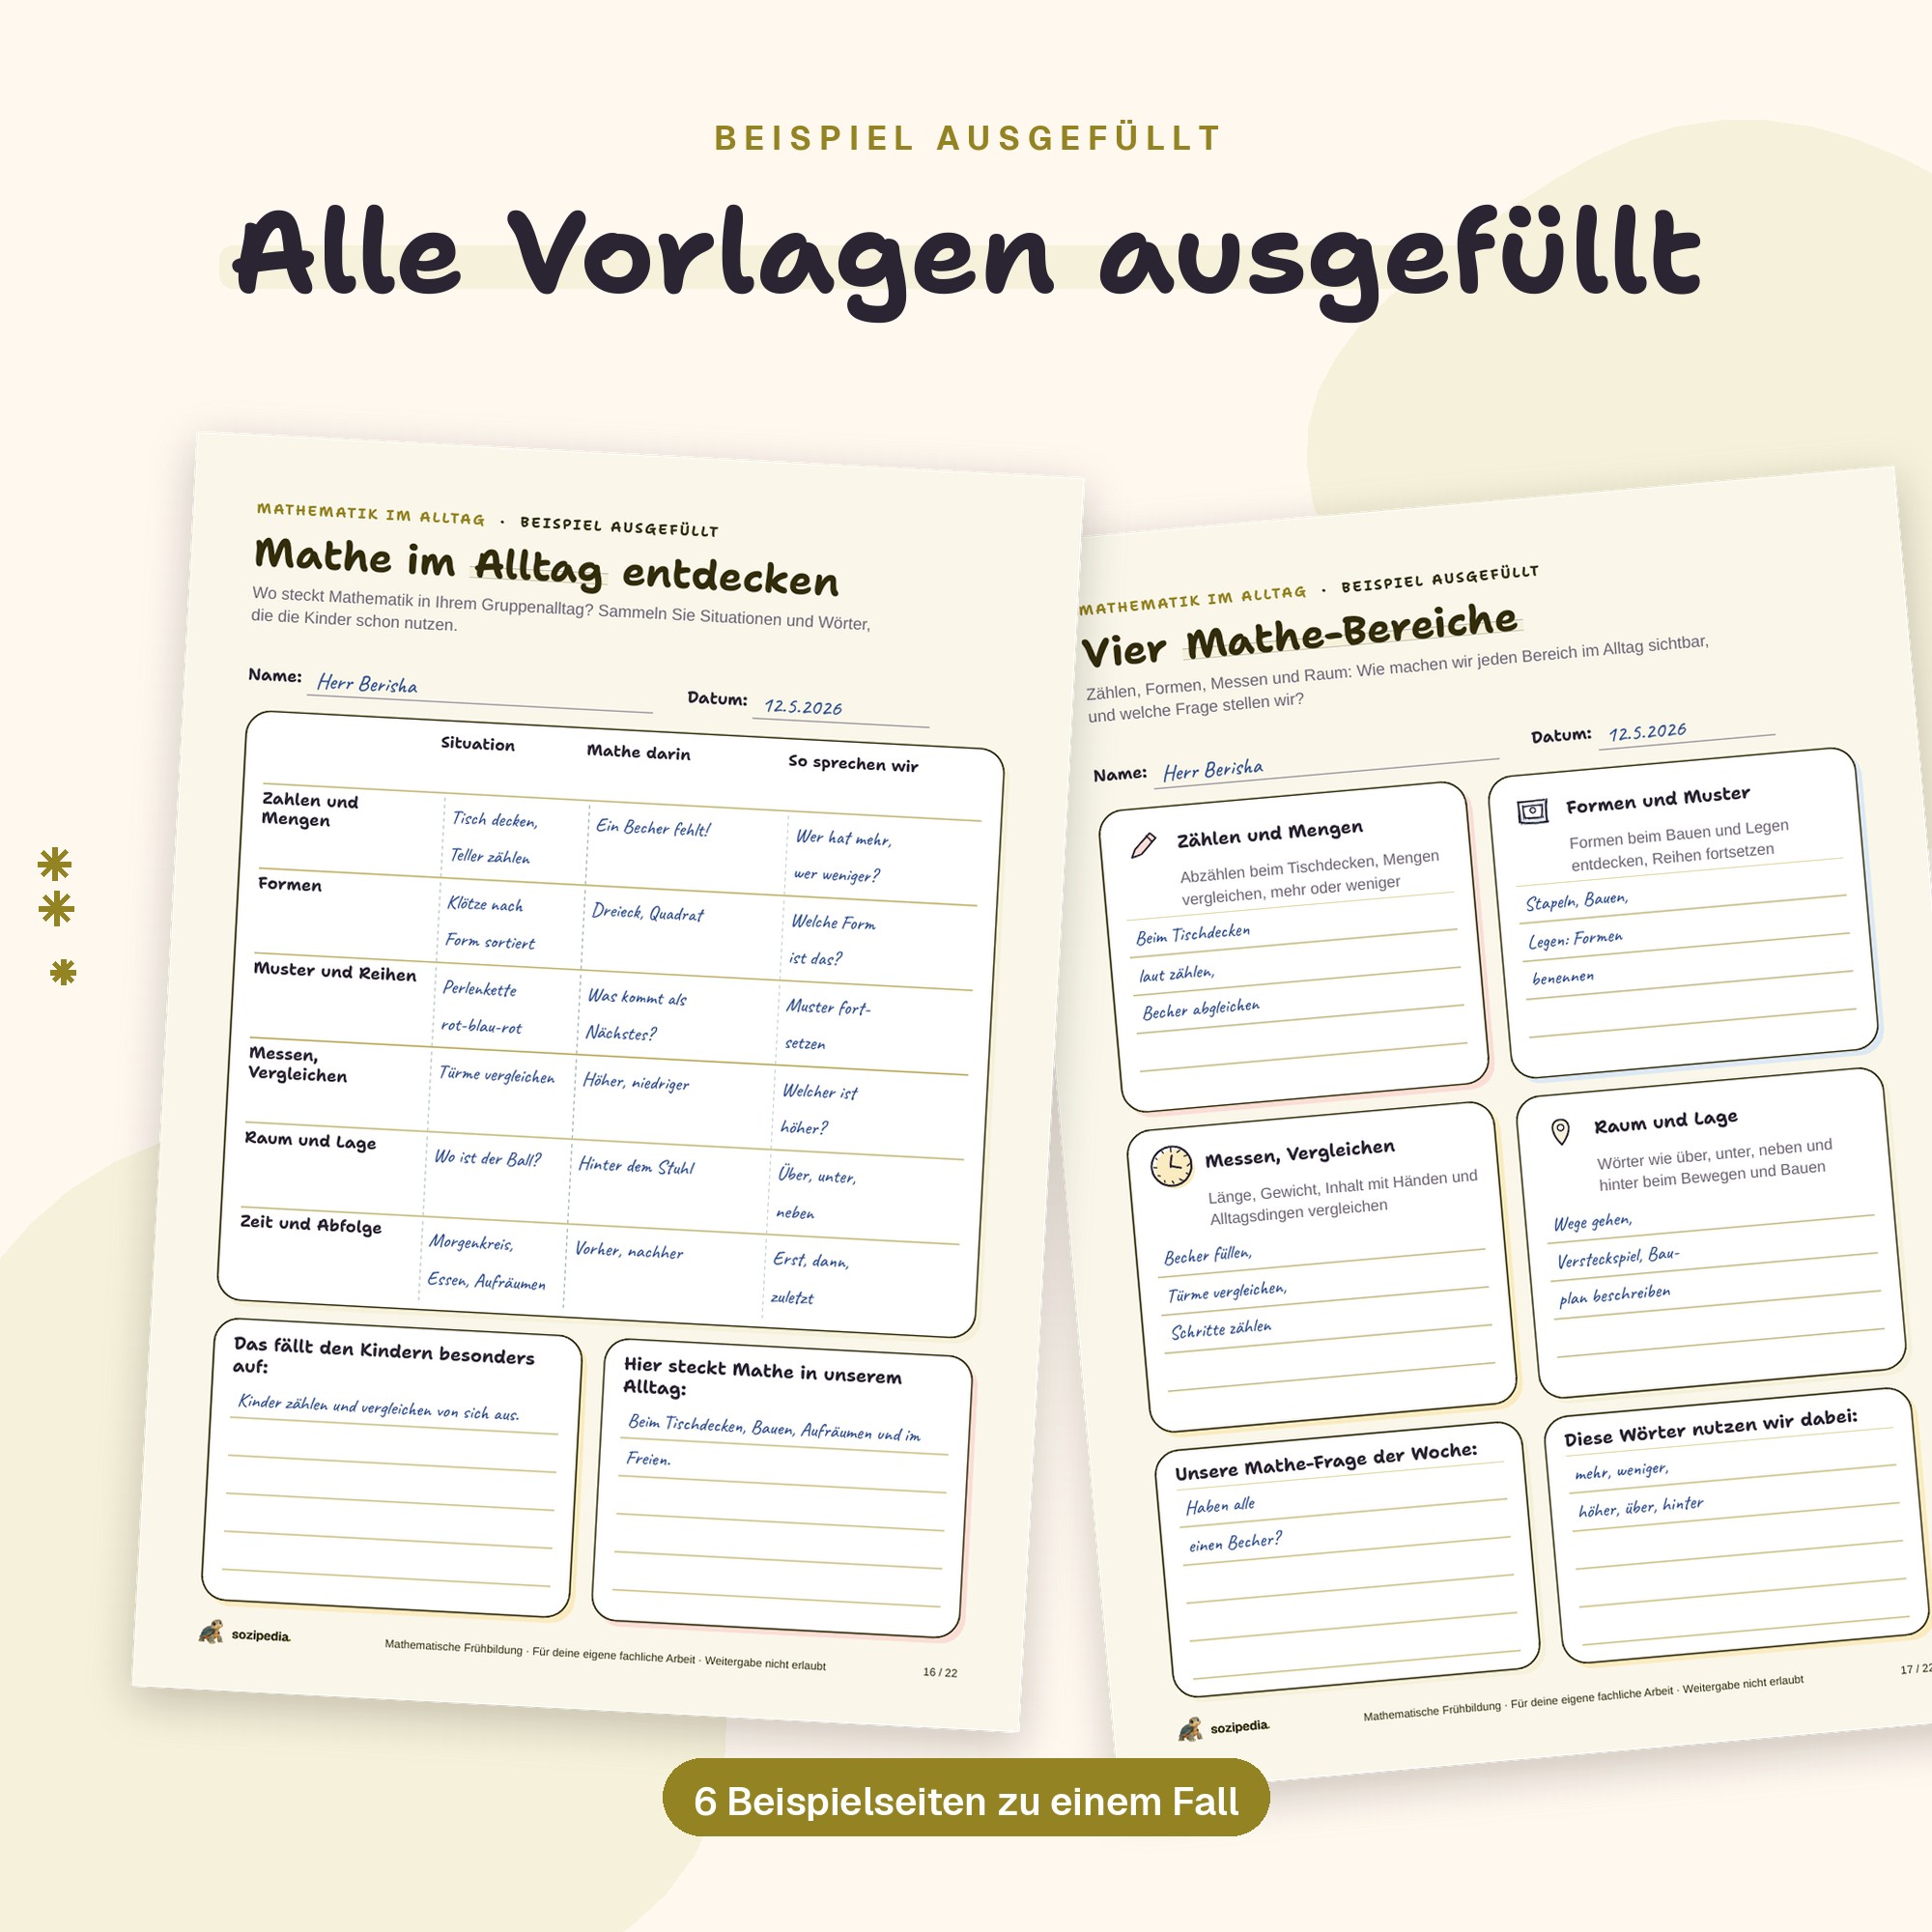 BEISPIEL AUSGEFÜLLT
Alle Vorlagen ausgefüllt
MATHEMATIK IM ALLTAG · BEISPIEL AUSGEFÜLLT
Mathe im Alltag entdecken
Wo steckt Mathematik in Ihrem Gruppenalltag? Sammeln Sie Situationen und Wörter,
die die Kinder schon nutzen.
Name: Herr Berisha Datum: 12.5.2026
Situation Mathe darin So sprechen wir
Zahlen und
Mengen
Tisch decken,
Teller zählen
Ein Becher fehlt!
Wer hat mehr,
wer weniger?
Formen
Klötze nach
Form sortiert
Dreieck, Quadrat
Welche Form
ist das?
Muster und Reihen
Perlenkette
rot-blau-rot
Was kommt als
Nächstes?
Muster fort-
setzen
Messen,
Vergleichen
Türme vergleichen
Höher, niedriger
Welcher ist
höher?
Raum und Lage
Wo ist der Ball?
Hinter dem Stuhl
Über, unter,
neben
Zeit und Abfolge
Morgenkreis,
Essen, Aufräumen
Vorher, nachher
Erst, dann,
zuletzt
Das fällt den Kindern besonders
auf:
Kinder zählen und vergleichen von sich aus.
Hier steckt Mathe in unserem
Alltag:
Beim Tischdecken, Bauen, Aufräumen und im
Freien.
sozipedia.
Mathematische Frühbildung · Für deine eigene fachliche Arbeit · Weitergabe nicht erlaubt
16 / 22
MATHEMATIK IM ALLTAG · BEISPIEL AUSGEFÜLLT
Vier Mathe-Bereiche
Zählen, Formen, Messen und Raum: Wie machen wir jeden Bereich im Alltag sichtbar,
und welche Frage stellen wir?
Name: Herr Berisha Datum: 12.5.2026
Zählen und Mengen
Abzählen beim Tischdecken, Mengen
vergleichen, mehr oder weniger
Beim Tischdecken
laut zählen,
Becher abgleichen
Formen und Muster
Formen beim Bauen und Legen
entdecken, Reihen fortsetzen
Stapeln, Bauen,
Legen: Formen
benennen
Messen, Vergleichen
Länge, Gewicht, Inhalt mit Händen und
Alltagsdingen vergleichen
Becher füllen,
Türme vergleichen,
Schritte zählen
Raum und Lage
Wörter wie über, unter, neben und
hinter beim Bewegen und Bauen
Wege gehen,
Versteckspiel, Bau-
plan beschreiben
Unsere Mathe-Frage der Woche:
Haben alle
einen Becher?
Diese Wörter nutzen wir dabei:
mehr, weniger,
höher, über, hinter
sozipedia.
Mathematische Frühbildung · Für deine eigene fachliche Arbeit · Weitergabe nicht erlaubt
17 / 22
6 Beispielseiten zu einem Fall